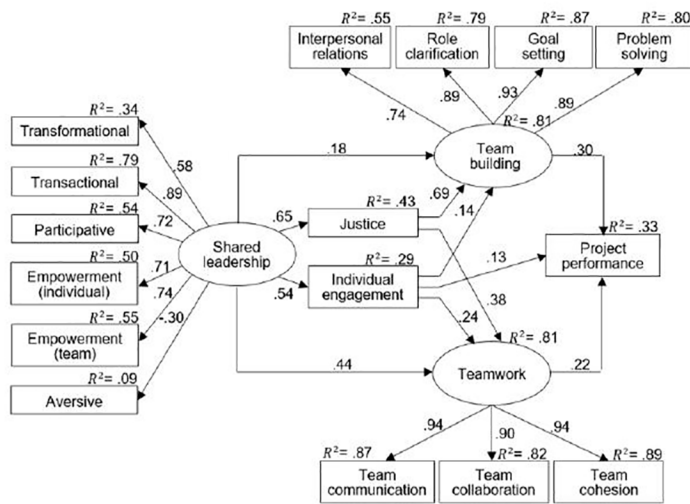 R² = .55 R² = .79 R² = .87 R² = .80
Interpersonal relations
Role clarification
Goal setting
Problem solving
.74 .89 .93 .89
R² = .81
Team building
R² = .34
Transformational
.58
R² = .79
Transactional
.89
R² = .54
Participative
.72
R² = .50
Empowerment (individual)
.71
R² = .55
Empowerment (team)
.74
R² = .09
Aversive
-.30
Shared leadership
.18
.65
.54
.44
R² = .43
Justice
.69
.38
R² = .29
Individual engagement
.14
.13
.24
.30
R² = .33
Project performance
.22
R² = .81
Teamwork
.94 .90 .94
R² = .87 R² = .82 R² = .89
Team communication
Team collaboration
Team cohesion